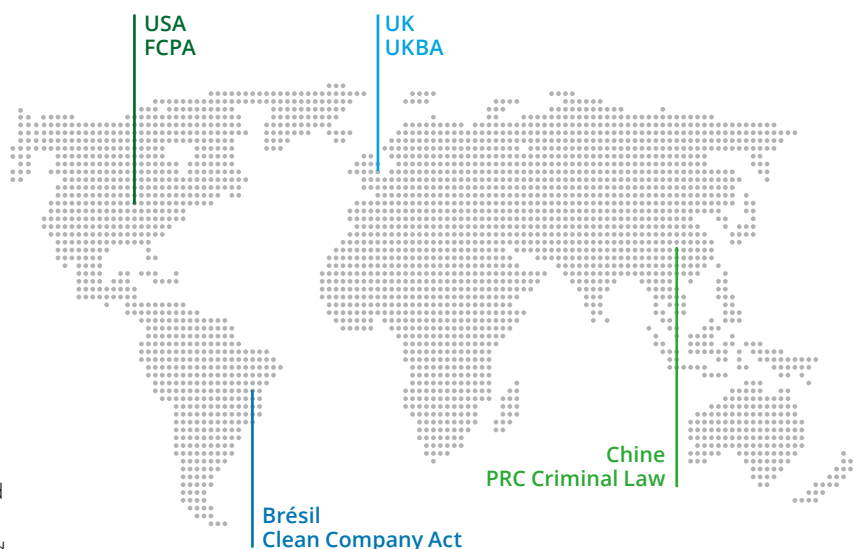 USA
FCPA
UK
UKBA
Chine
PRC Criminal Law
Brésil
Clean Company Act